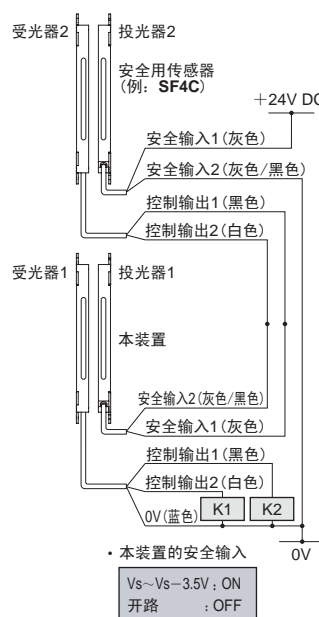 受光器2 投光器2
安全用传感器
(例：SF4C)
+24V DC
安全输入1(灰色)
安全输入2(灰色/黑色)
控制输出1(黑色)
控制输出2(白色)
受光器1 投光器1
本装置
安全输入2(灰色/黑色)
安全输入1(灰色)
控制输出1(黑色)
控制输出2(白色)
0V(蓝色) K1 K2
0V
・本装置的安全输入
Vs～Vs－3.5V : ON
开路 : OFF